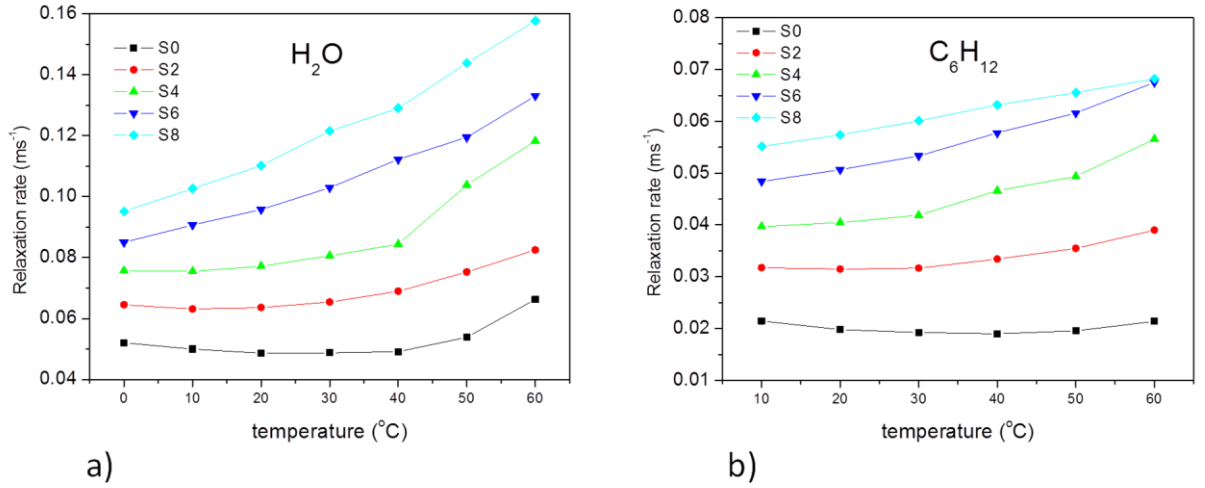 0.16
0.14
0.12
0.10
0.08
0.06
0.04
Relaxation rate (ms⁻¹)
S0
S2
S4
S6
S8
H₂O
0 10 20 30 40 50 60
temperature (°C)
a)
0.08
0.07
0.06
0.05
0.04
0.03
0.02
0.01
Relaxation rate (ms⁻¹)
S0
S2
S4
S6
S8
C₆H₁₂
10 20 30 40 50 60
temperature (°C)
b)